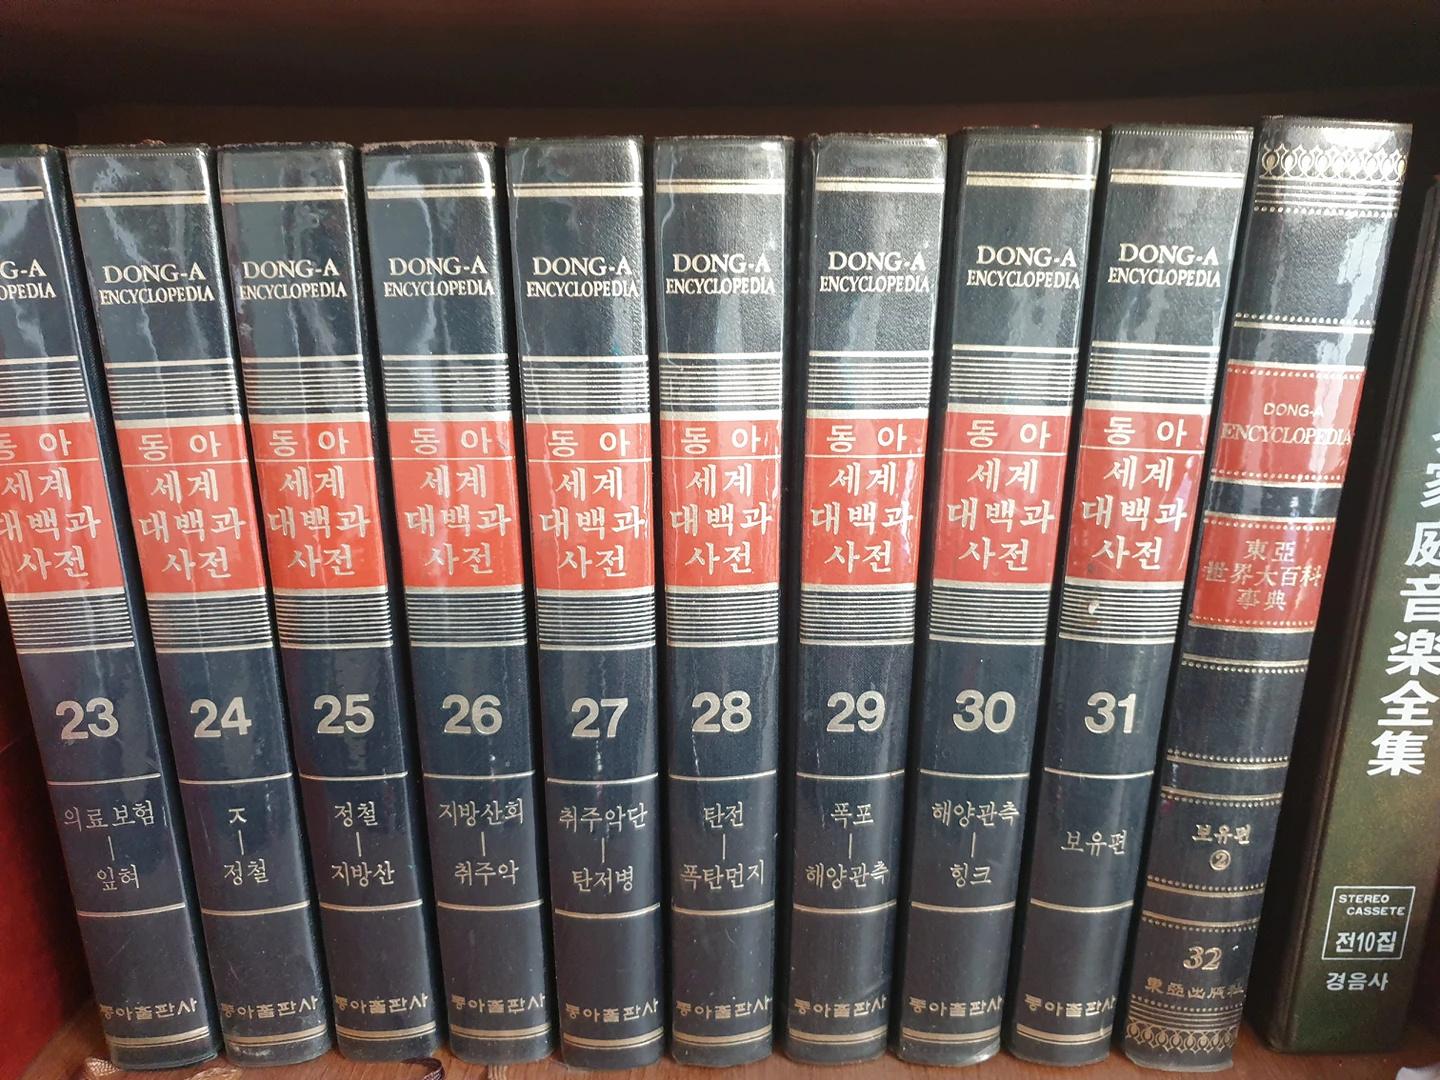 G-A
OPEDIA
동아
세계
대백과
사전
23
의료보험
|
잎혀
DONG-A
ENCYCLOPEDIA
동아
세계
대백과
사전
24
ㅈ
|
정철
동아출판사
DONG-A
ENCYCLOPEDIA
동아
세계
대백과
사전
25
정철
|
지방산
동아출판사
DONG-A
ENCYCLOPEDIA
동아
세계
대백과
사전
26
지방산회
|
취주악
동아출판사
DONG-A
ENCYCLOPEDIA
동아
세계
대백과
사전
27
취주악단
|
탄저병
동아출판사
DONG-A
ENCYCLOPEDIA
동아
세계
대백과
사전
28
탄전
|
폭탄먼지
동아출판사
DONG-A
ENCYCLOPEDIA
동아
세계
대백과
사전
29
폭포
|
해양관측
동아출판사
DONG-A
ENCYCLOPEDIA
동아
세계
대백과
사전
30
해양관측
|
힝크
동아출판사
DONG-A
ENCYCLOPEDIA
동아
세계
대백과
사전
31
보유편
동아출판사
DONG-A
ENCYCLOPEDIA
東亞
世界大百科
事典
보유편
②
32
東亞出版社
家庭音楽全集
STEREO
CASSETE
전10집
경음사